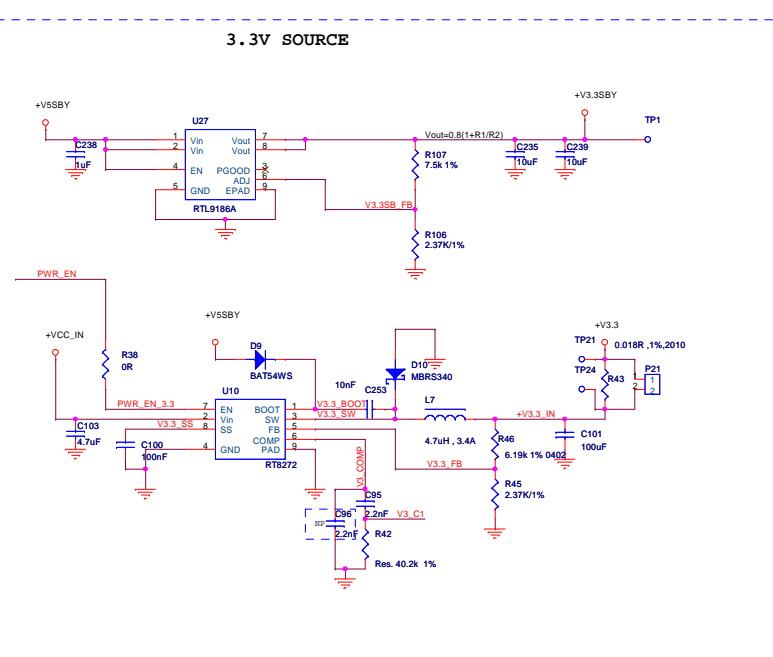 3.3V SOURCE
+V5SBY
U27
+V3.3SBY
TP1
C238
1uF
1 Vin Vout 7
2 Vin Vout 8
4 EN PGOOD 3
ADJ 6
5 GND EPAD 9
RTL9186A
Vout=0.8(1+R1/R2)
R107
7.5k 1%
C235
10uF
C239
10uF
V3.3SB_FB
R106
2.37K/1%
PWR_EN
+V5SBY
+VCC_IN
R38
0R
D9
BAT54WS
D10
MBRS340
+V3.3
TP21
0.018R ,1%,2010
TP24
R43
P21
1
2
1
2
U10
10nF
C253
L7
4.7uH , 3.4A
PWR_EN_3.3
V3.3_BOOT
V3.3_SW
+V3.3_IN
7 EN BOOT 1
2 Vin SW 3
8 SS FB 5
COMP 6
4 GND PAD 9
RT8272
C103
4.7uF
V3.3_SS
C100
100nF
R46
6.19k 1% 0402
C101
100uF
V3.3_FB
V3_COMP
R45
2.37K/1%
C95
2.2nF
NP
C96
2.2nF
V3_C1
R42
Res. 40.2k 1%